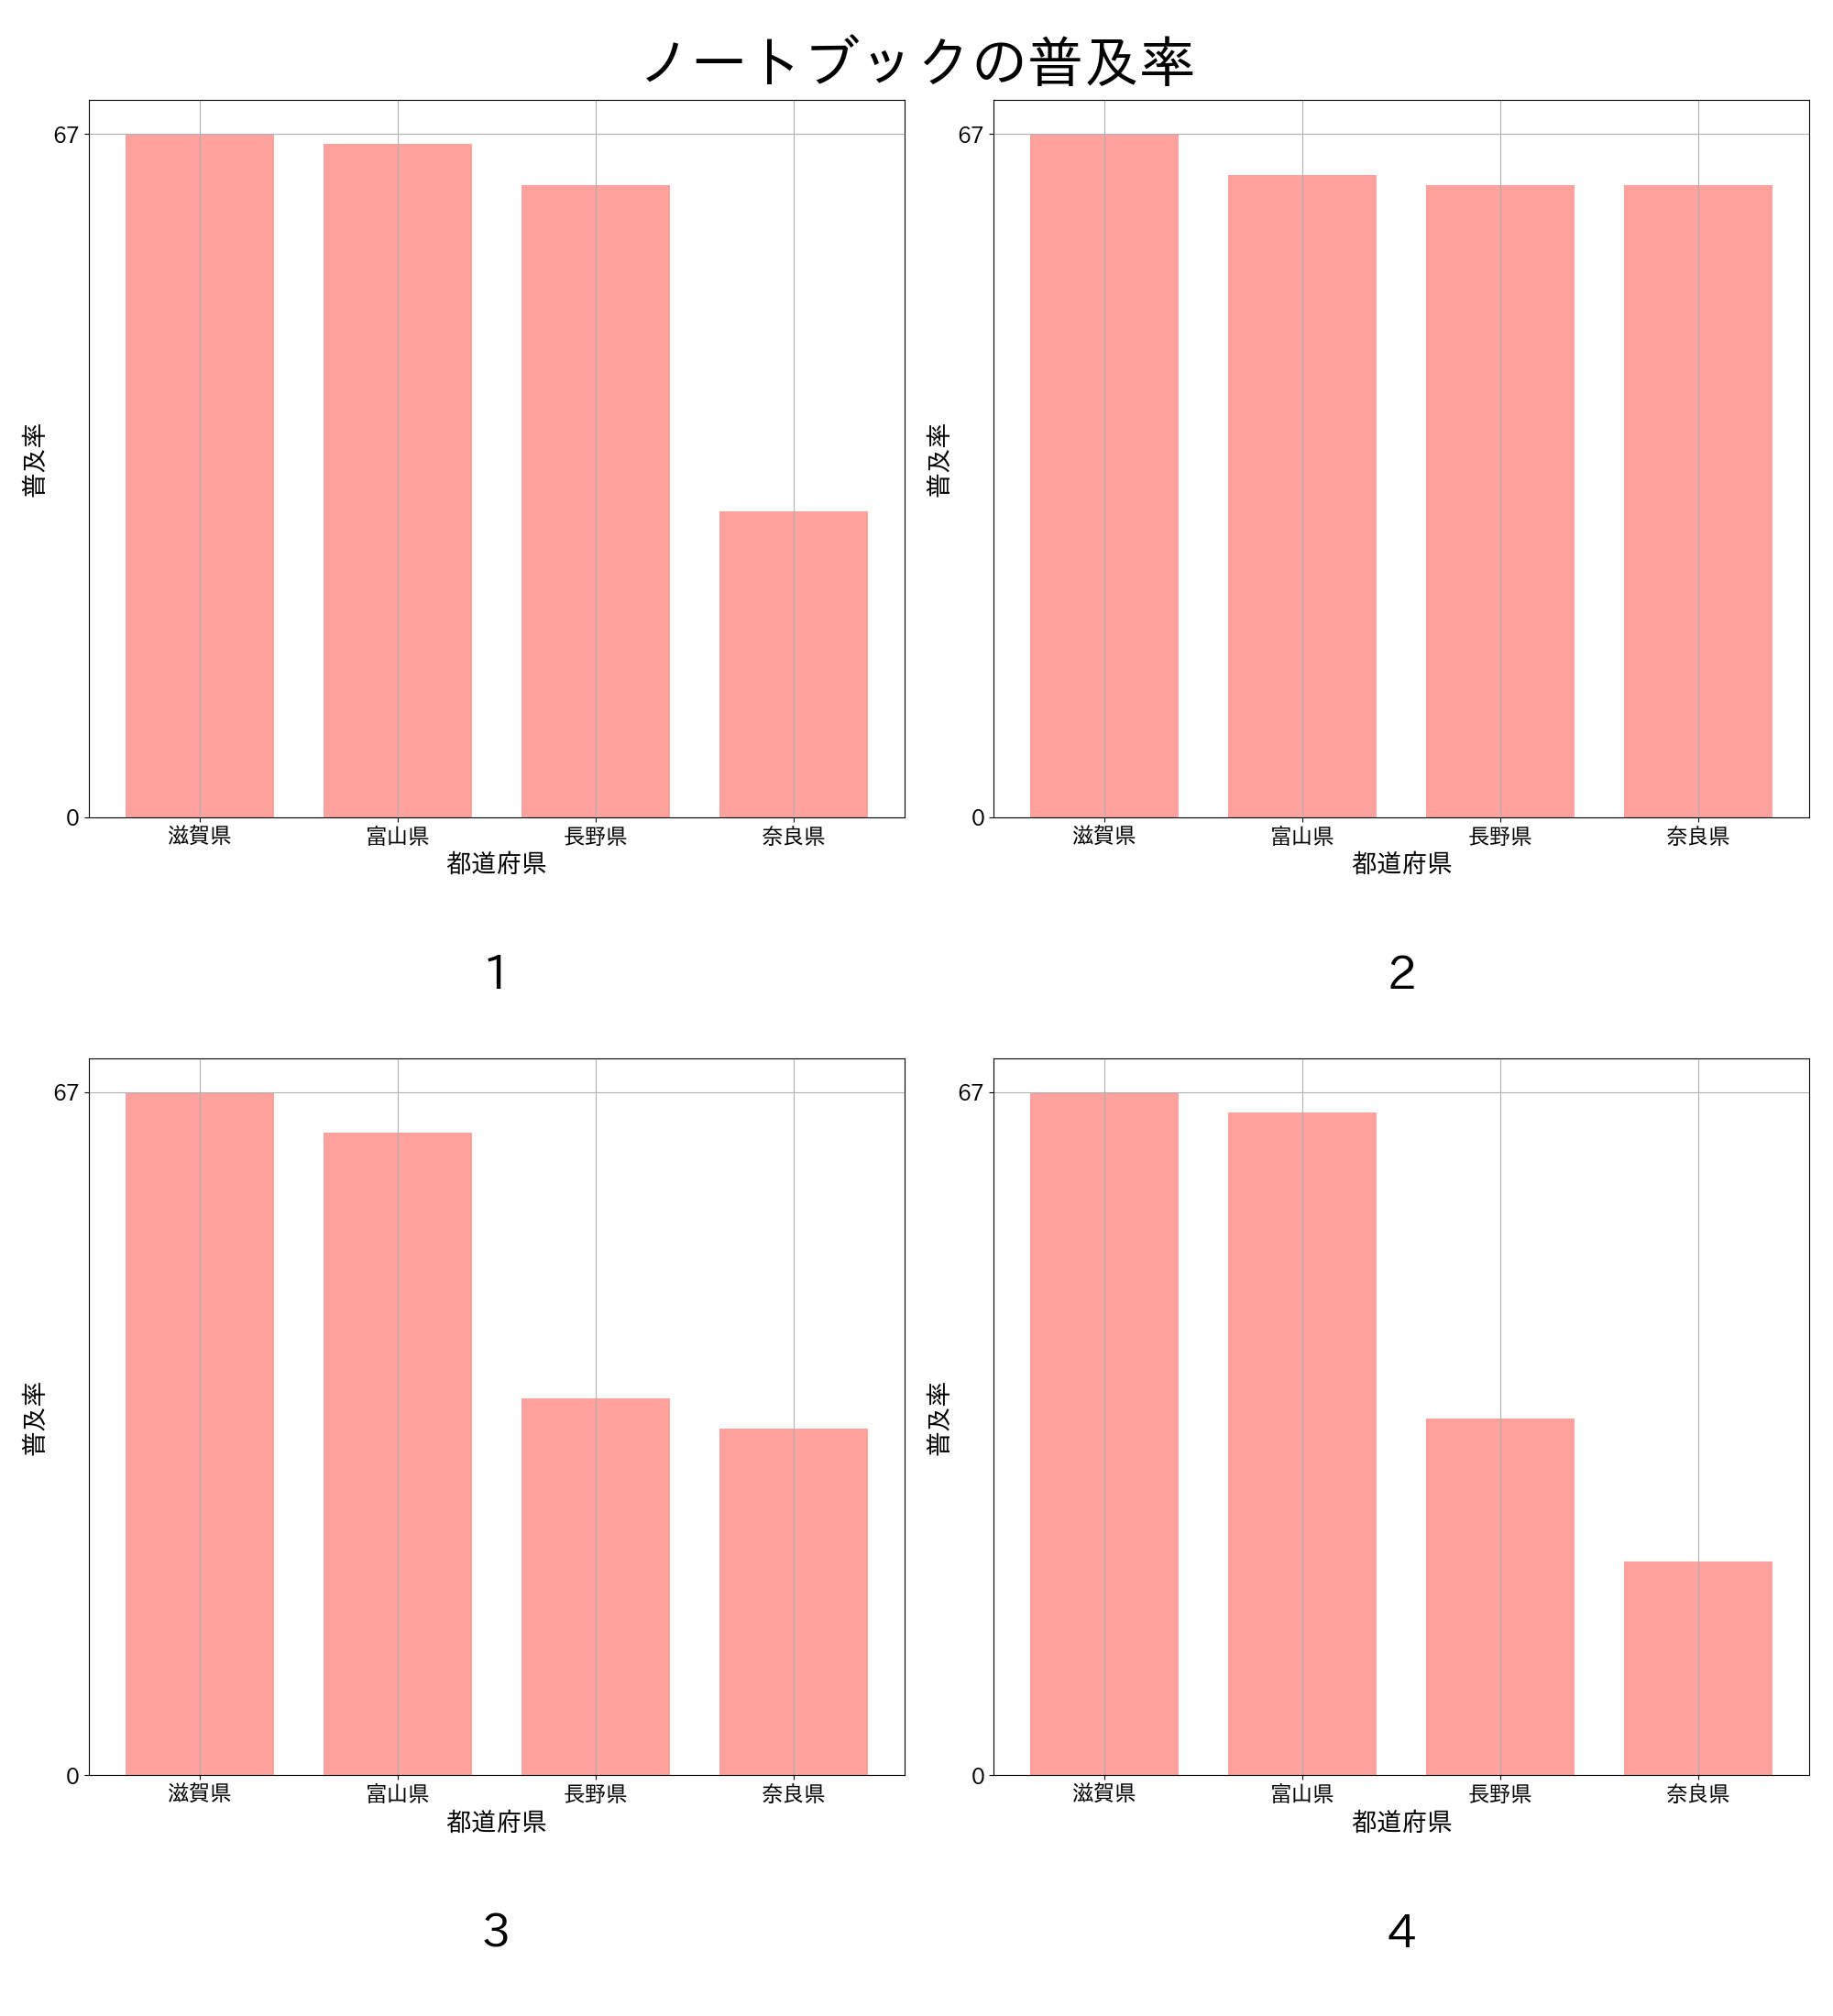 ノートブックの普及率
67
0
普及率
滋賀県 富山県 長野県 奈良県
都道府県
1
67
0
普及率
滋賀県 富山県 長野県 奈良県
都道府県
2
67
0
普及率
滋賀県 富山県 長野県 奈良県
都道府県
3
67
0
普及率
滋賀県 富山県 長野県 奈良県
都道府県
4